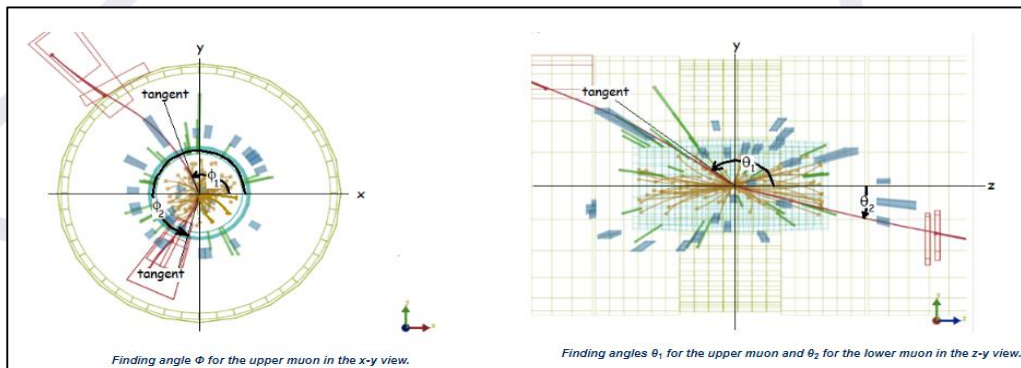 y
tangent
ϕ1
x
ϕ2
tangent
Finding angle Φ for the upper muon in the x-y view.
y
tangent
θ1
z
θ2
Finding angles θ1 for the upper muon and θ2 for the lower muon in the z-y view.